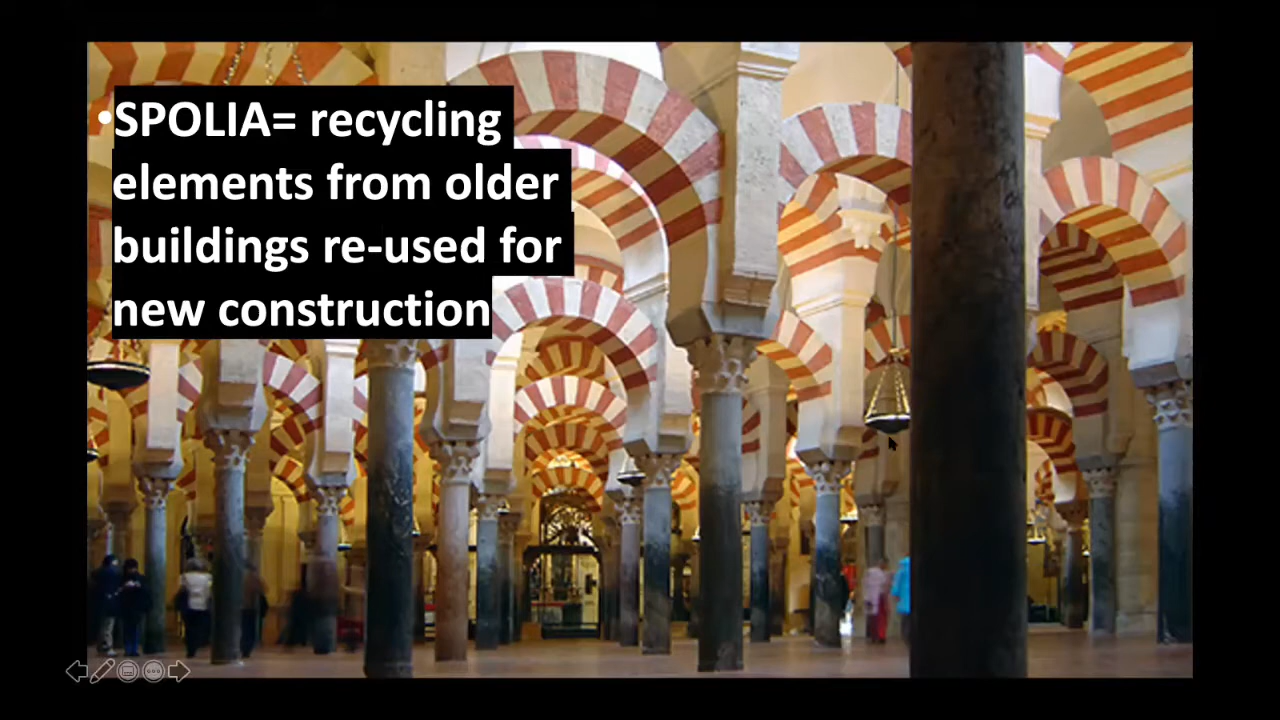 •SPOLIA= recycling
elements from older
buildings re-used for
new construction